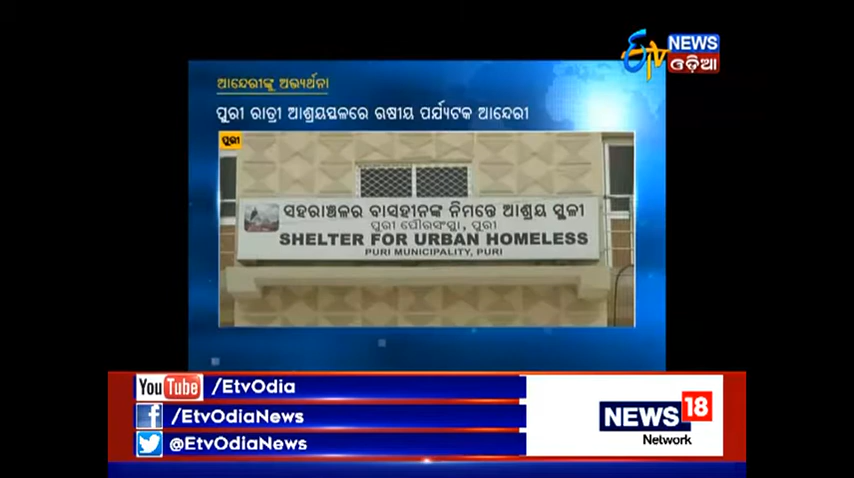 Etv NEWS
ଓଡ଼ିଆ
ଆନ୍ଦେରୀଙ୍କୁ ଅଭ୍ୟର୍ଥନା
ପୁରୀ ରାତ୍ରୀ ଆଶ୍ରୟସ୍ଥଳରେ ଋଷୀୟ ପର୍ଯ୍ୟଟକ ଆନ୍ଦେରୀ
ପୁରୀ
ସହରାଞ୍ଚଳର ବାସହୀନଙ୍କ ନିମନ୍ତେ ଆଶ୍ରୟ ସ୍ଥଳୀ
ପୁରୀ ପୌରସଂସ୍ଥା, ପୁରୀ
SHELTER FOR URBAN HOMELESS
PURI MUNICIPALITY, PURI
YouTube /EtvOdia
/EtvOdiaNews
@EtvOdiaNews
NEWS 18
Network